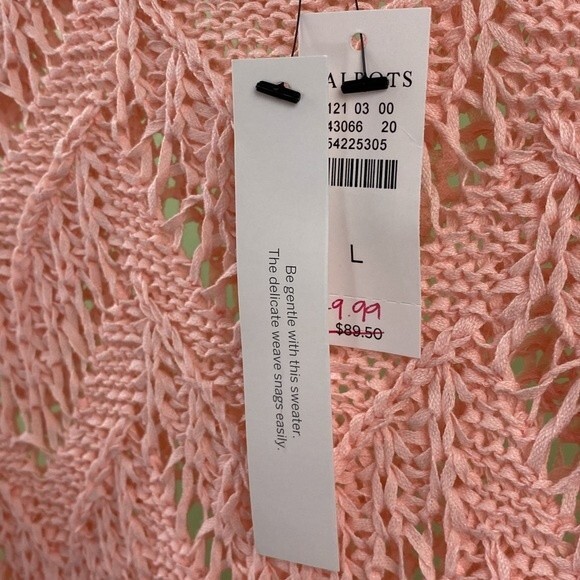 ALBOTS
121 03 00
43066 20
54225305
L
9.99
$89.50
Be gentle with this sweater.
The delicate weave snags easily.